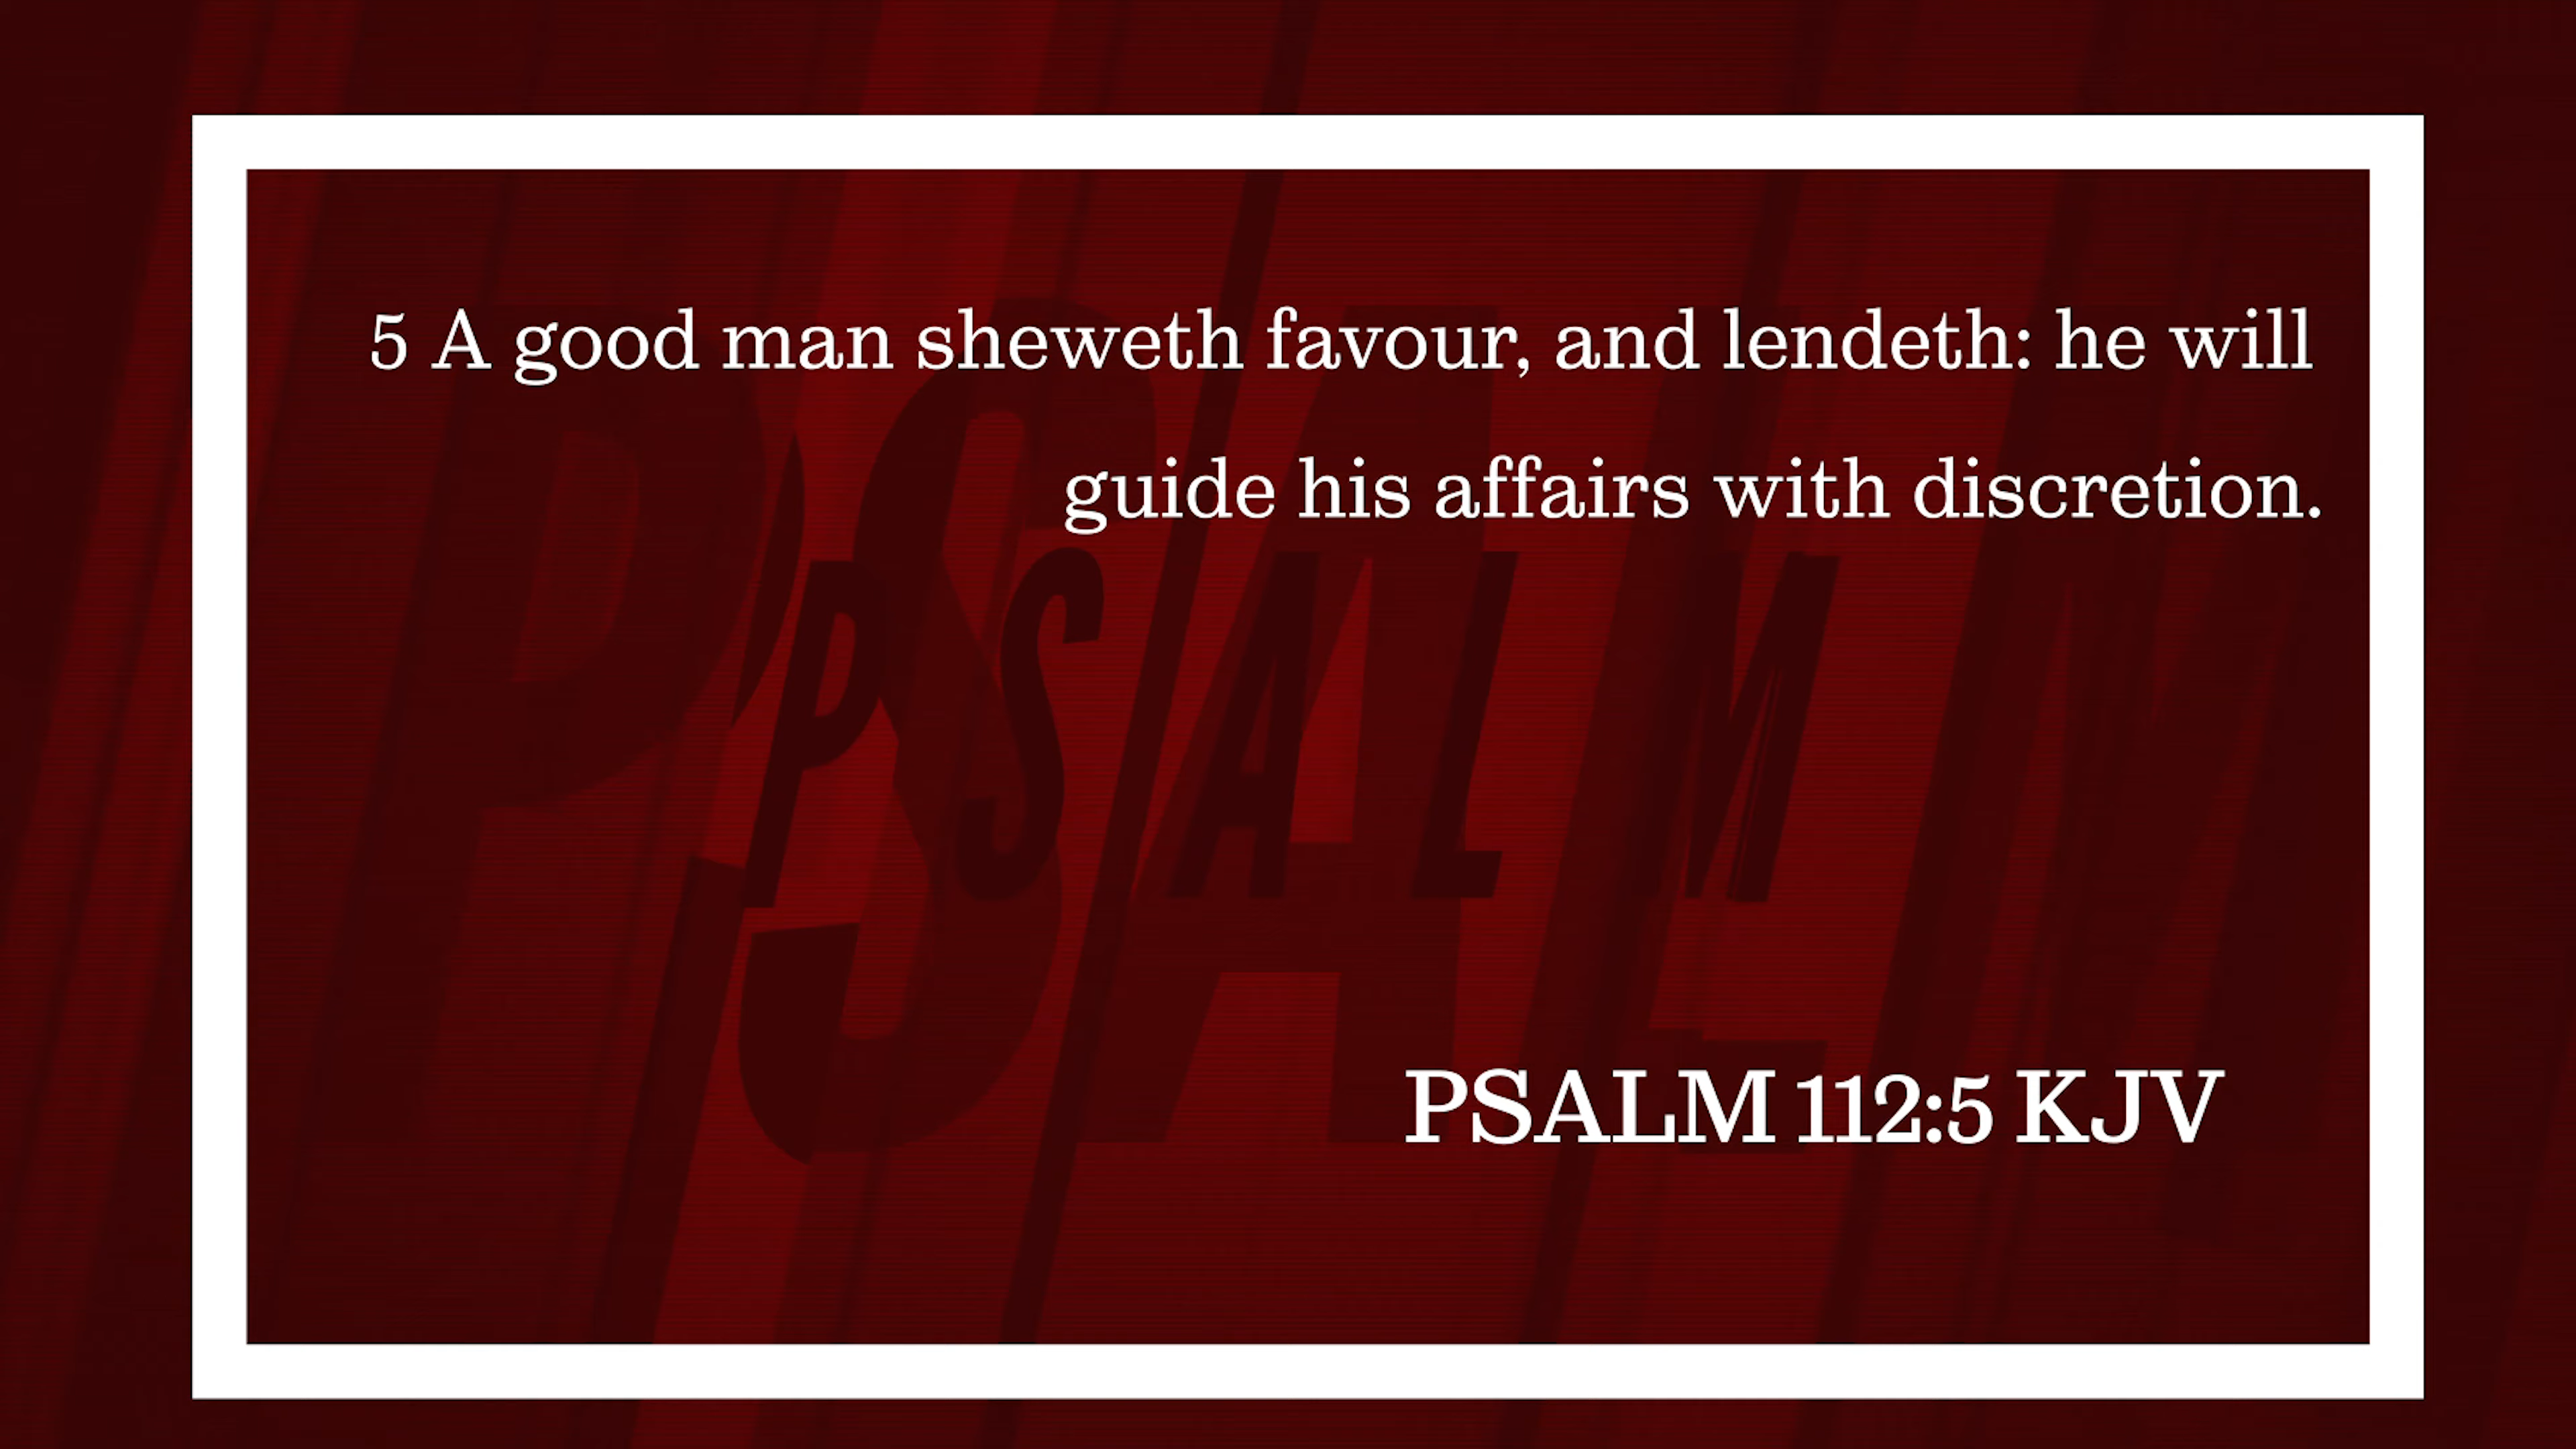 5 A good man sheweth favour, and lendeth: he will
guide his affairs with discretion.
PSALM
PSALM
PSALM 112:5 KJV